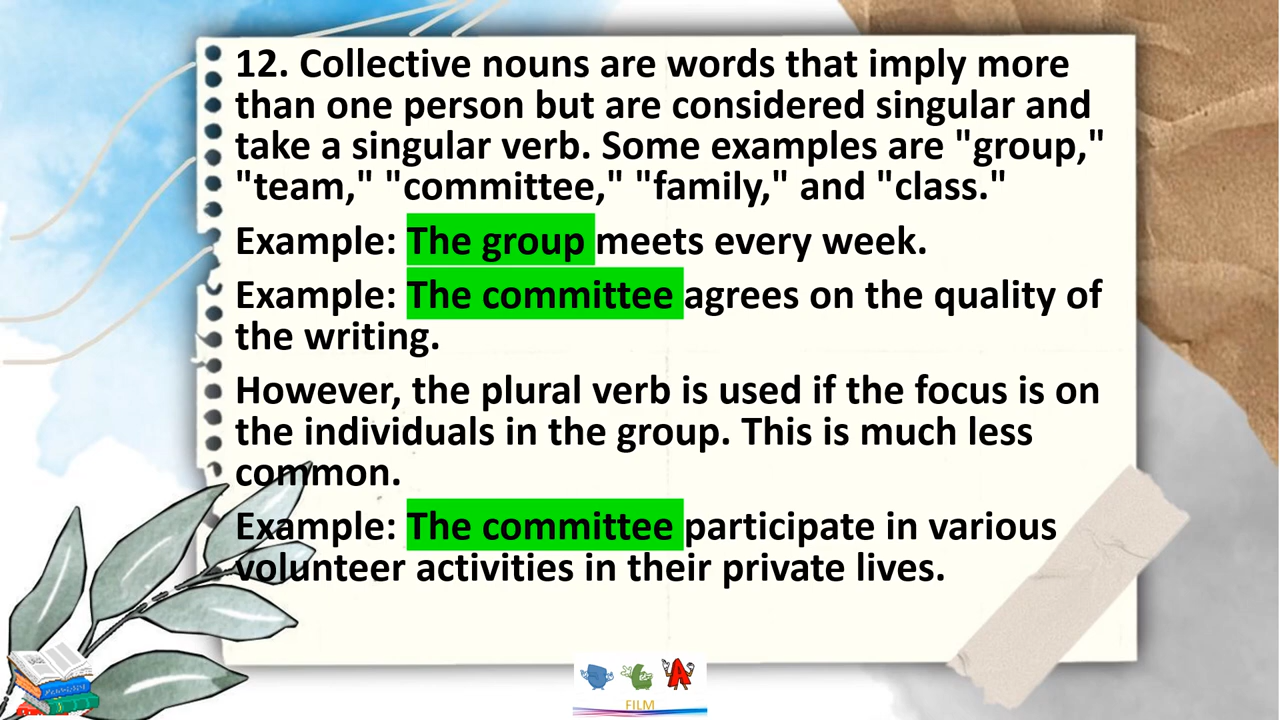 12. Collective nouns are words that imply more
than one person but are considered singular and
take a singular verb. Some examples are "group,"
"team," "committee," "family," and "class."
Example: The group meets every week.
Example: The committee agrees on the quality of
the writing.
However, the plural verb is used if the focus is on
the individuals in the group. This is much less
common.
Example: The committee participate in various
volunteer activities in their private lives.
A
FILM